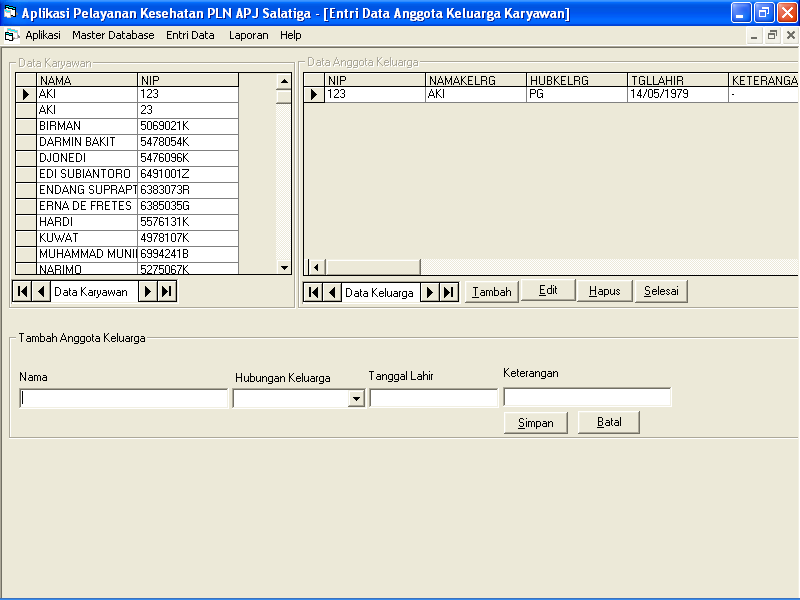 Aplikasi Pelayanan Kesehatan PLN APJ Salatiga - [Entri Data Anggota Keluarga Karyawan]
Aplikasi Master Database Entri Data Laporan Help
Data Karyawan
NAMA NIP
AKI 123
AKI 23
BIRMAN 5069021K
DARMIN BAKIT 5478054K
DJONEDI 5476096K
EDI SUBIANTORO 6491001Z
ENDANG SUPRAPT 6383073R
ERNA DE FRETES 6385035G
HARDI 5576131K
KUWAT 4978107K
MUHAMMAD MUNI 6994241B
NARIMO 5275067K
Data Karyawan
Data Anggota Keluarga
NIP NAMAKELRG HUBKELRG TGLLAHIR KETERANGA
123 AKI PG 14/05/1979 -
Data Keluarga Tambah Edit Hapus Selesai
Tambah Anggota Keluarga
Nama Hubungan Keluarga Tanggal Lahir Keterangan
Simpan Batal